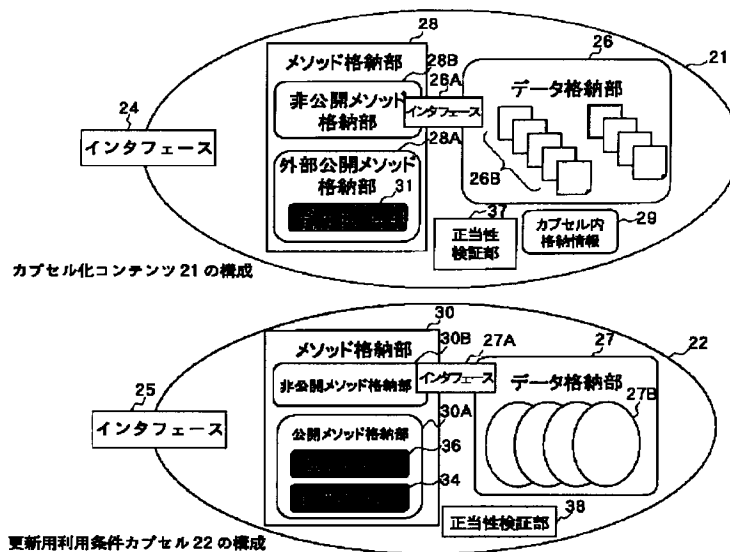 28
メソッド格納部
28B
非公開メソッド
格納部
28A
外部公開メソッド
格納部
31
26A
インタフェース
26
データ格納部
26B
21
24
インタフェース
37
正当性
検証部
カプセル内
格納情報
29
カプセル化コンテンツ21の構成
30
メソッド格納部
30B
非公開メソッド格納部
30A
公開メソッド格納部
36
34
27A
インタフェース
27
データ格納部
27B
22
25
インタフェース
正当性検証部
38
更新用利用条件カプセル22の構成